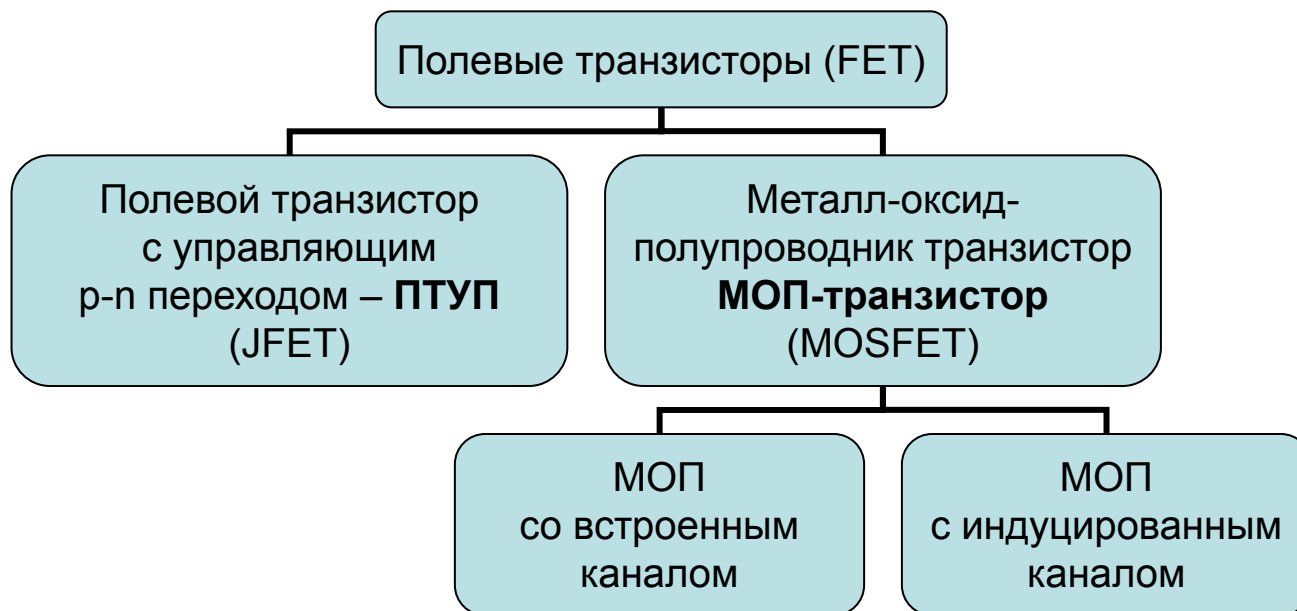 Полевые транзисторы (FET)
Полевой транзистор
с управляющим
p-n переходом – ПТУП
(JFET)
Металл-оксид-
полупроводник транзистор
МОП-транзистор
(MOSFET)
МОП
со встроенным
каналом
МОП
с индуцированным
каналом